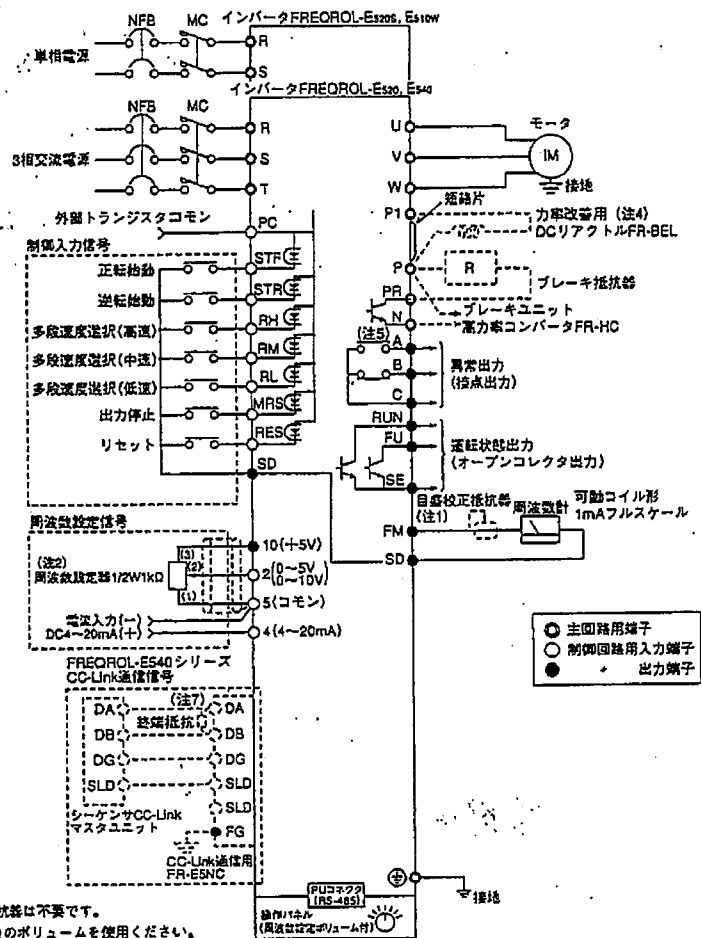 インバータFREQROL-E520S, E510W
NFB MC
単相電源
R
S
インバータFREQROL-E520, E540
NFB MC
3相交流電源
R
S
T
U
V
W
モータ
IM
接地
短絡片
P1
力率改善用 (注4)
DCリアクトルFR-BEL
P
R
ブレーキ抵抗器
PR
ブレーキユニット
N
高力率コンバータFR-HC
(注5)
A
B
C
異常出力
(接点出力)
RUN
FU
SE
運転状態出力
(オープンコレクタ出力)
目盛校正抵抗器
(注1)
周波数計
可動コイル形
1mAフルスケール
FM
SD
外部トランジスタコモン
PC
制御入力信号
正転始動
STF
逆転始動
STR
多段速度選択(高速)
RH
多段速度選択(中速)
RM
多段速度選択(低速)
RL
出力停止
MRS
リセット
RES
SD
周波数設定信号
(注2)
周波数設定器1/2W1kΩ
(3)
(2)
(1)
10(+5V)
2(0~5V
0~10V)
5(コモン)
電流入力(-)
DC4~20mA(+)
4(4~20mA)
FREQROL-E540シリーズ
CC-Link通信信号
(注7)
終端抵抗
DA DA
DB DB
DG DG
SLD SLD
SLD
FG
シーケンサCC-Link
マスタユニット
CC-Link通信用
FR-E5NC
主回路用端子
制御回路用入力端子
〃 出力端子
PUコネクタ
(RS-485)
操作パネル
(周波数設定ボリューム付)
接地
抗器は不要です。
のボリュームを使用ください。